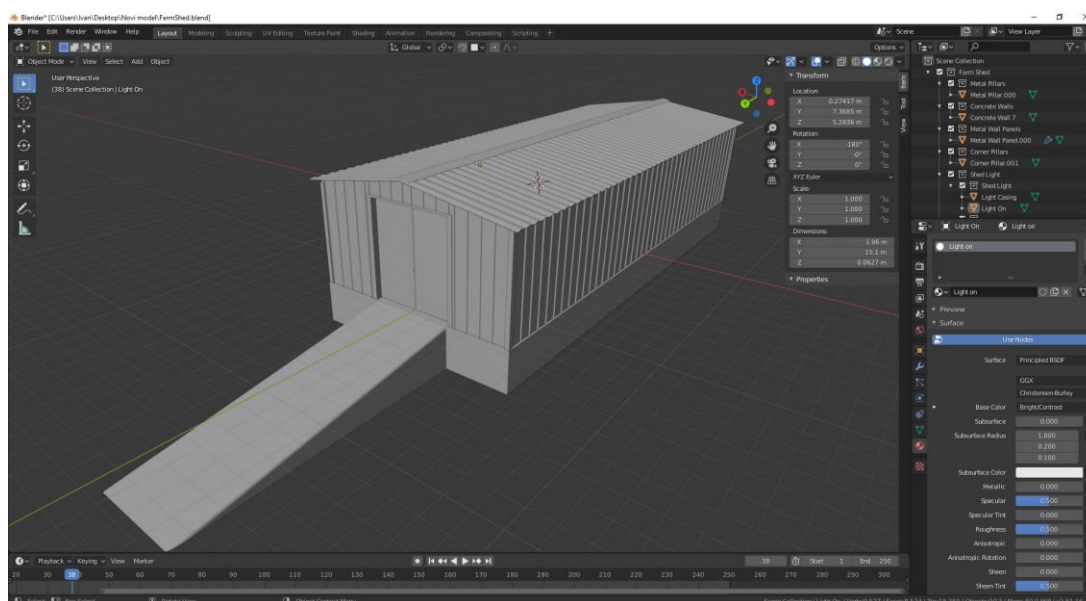 Blender* [C:\Users\Ivan\Desktop\Novi model\FarmShed.blend]
File Edit Render Window Help Layout Modeling Sculpting UV Editing Texture Paint Shading Animation Rendering Compositing Scripting + Scene View Layer
Global Options
Object Mode View Select Add Object
User Perspective
(38) Scene Collection | Light On
Transform
Location:
X 0.27417 m
Y 7.3685 m
Z 5.2836 m
Rotation:
X -180°
Y -0°
Z 0°
XYZ Euler
Scale:
X 1.000
Y 1.000
Z 1.000
Dimensions:
X 1.96 m
Y 15.1 m
Z 0.0627 m
Properties
Item
Tool
View
Scene Collection
Farm Shed
Metal Pillars
Metal Pillar.000
Concrete Walls
Concrete Wall 7
Metal Wall Panels
Metal Wall Panel.000
Corner Pillars
Corner Pillar.001
Shed Light
Shed Light
Light Casing
Light On
Light On Light on
Light on
Light on
Preview
Surface
Use Nodes
Surface Principled BSDF
GGX
Christensen-Burley
Base Color Bright/Contrast
Subsurface 0.000
Subsurface Radius 1.000
0.200
0.100
Subsurface Color
Metallic 0.000
Specular 0.500
Specular Tint 0.000
Roughness 0.500
Anisotropic 0.000
Anisotropic Rotation 0.000
Sheen 0.000
Sheen Tint 0.500
Playback Keying View Marker 38 Start 1 End 250
20 30 38 50 60 70 80 90 100 110 120 130 140 150 160 170 180 190 200 210 220 230 240 250 260 270 280 290 300